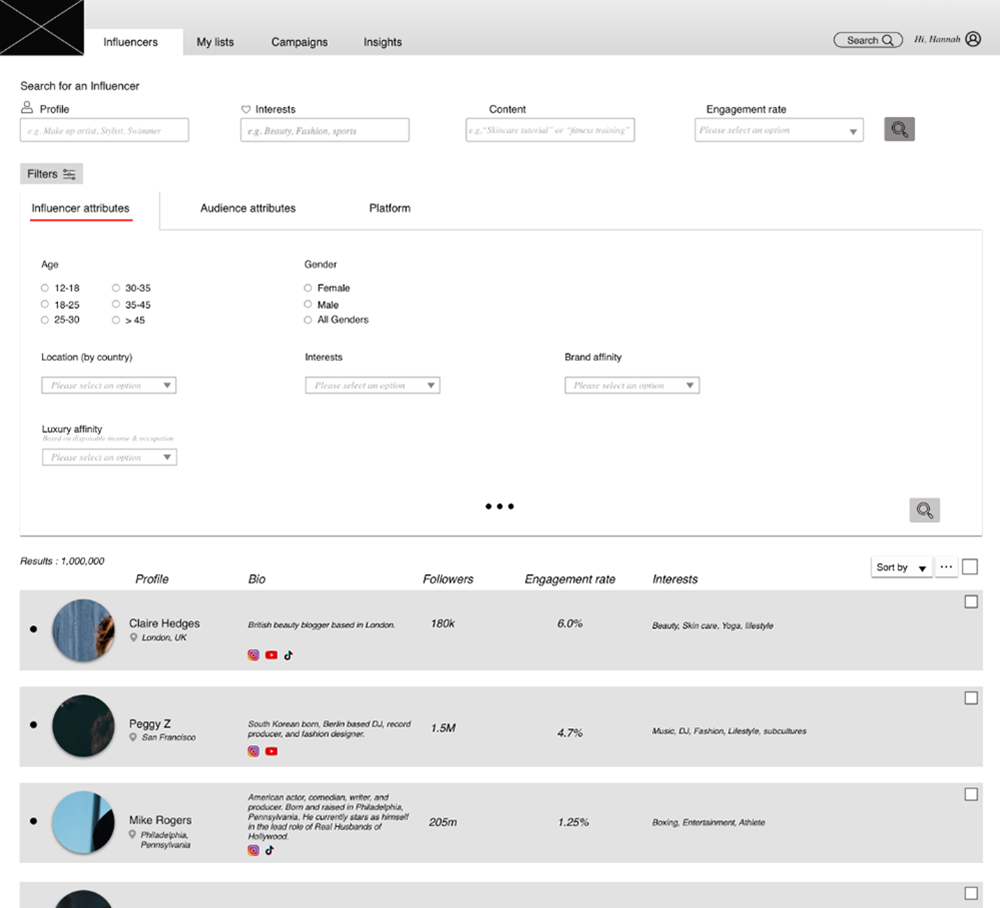 Influencers My lists Campaigns Insights Search Hi, Hannah
Search for an Influencer
Profile Interests Content Engagement rate
e.g. Make up artist, Stylist, Swimmer e.g. Beauty, Fashion, sports e.g."Skincare tutorial" or "fitness training" Please select an option
Filters
Influencer attributes Audience attributes Platform
Age Gender
12-18 30-35 Female
18-25 35-45 Male
25-30 > 45 All Genders
Location (by country) Interests Brand affinity
Please select an option Please select an option Please select an option
Luxury affinity
Based on disposable income & occupation
Please select an option
Results : 1,000,000 Sort by
Profile Bio Followers Engagement rate Interests
Claire Hedges British beauty blogger based in London. 180k 6.0% Beauty, Skin care, Yoga, lifestyle
London, UK
Peggy Z South Korean born, Berlin based DJ, record 1.5M 4.7% Music, DJ, Fashion, Lifestyle, subcultures
San Francisco producer, and fashion designer.
American actor, comedian, writer, and
producer. Born and raised in Philadelphia,
Mike Rogers Pennsylvania, He currently stars as himself 205m 1.25% Boxing, Entertainment, Athlete
Philadelphia, in the lead role of Real Husbands of
Pennsylvania Hollywood.